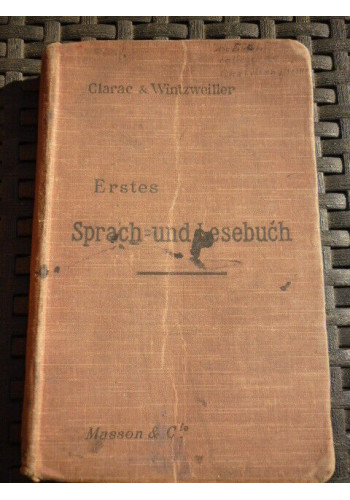 Clarac & Wintzweiller
Erstes
Sprach=und Lesebuch
Masson & Cie